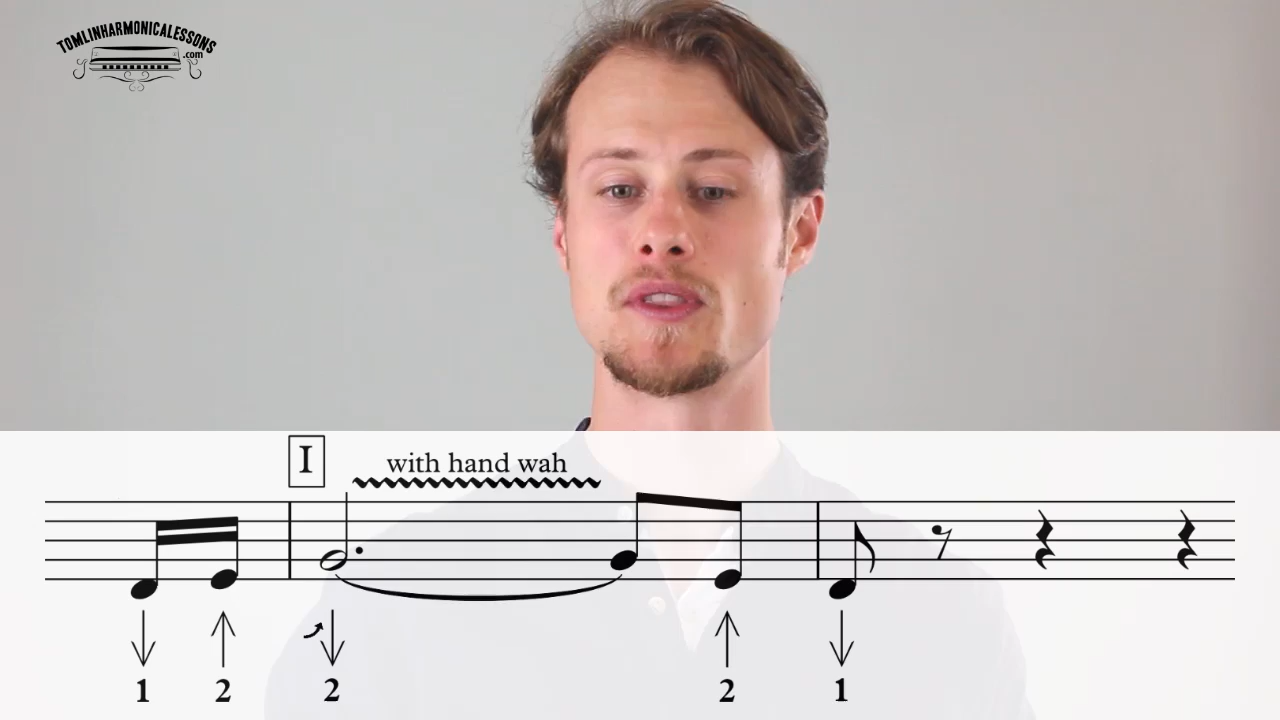 TOMLINHARMONICALESSONS
.com
I
with hand wah
1 2 2 2 1